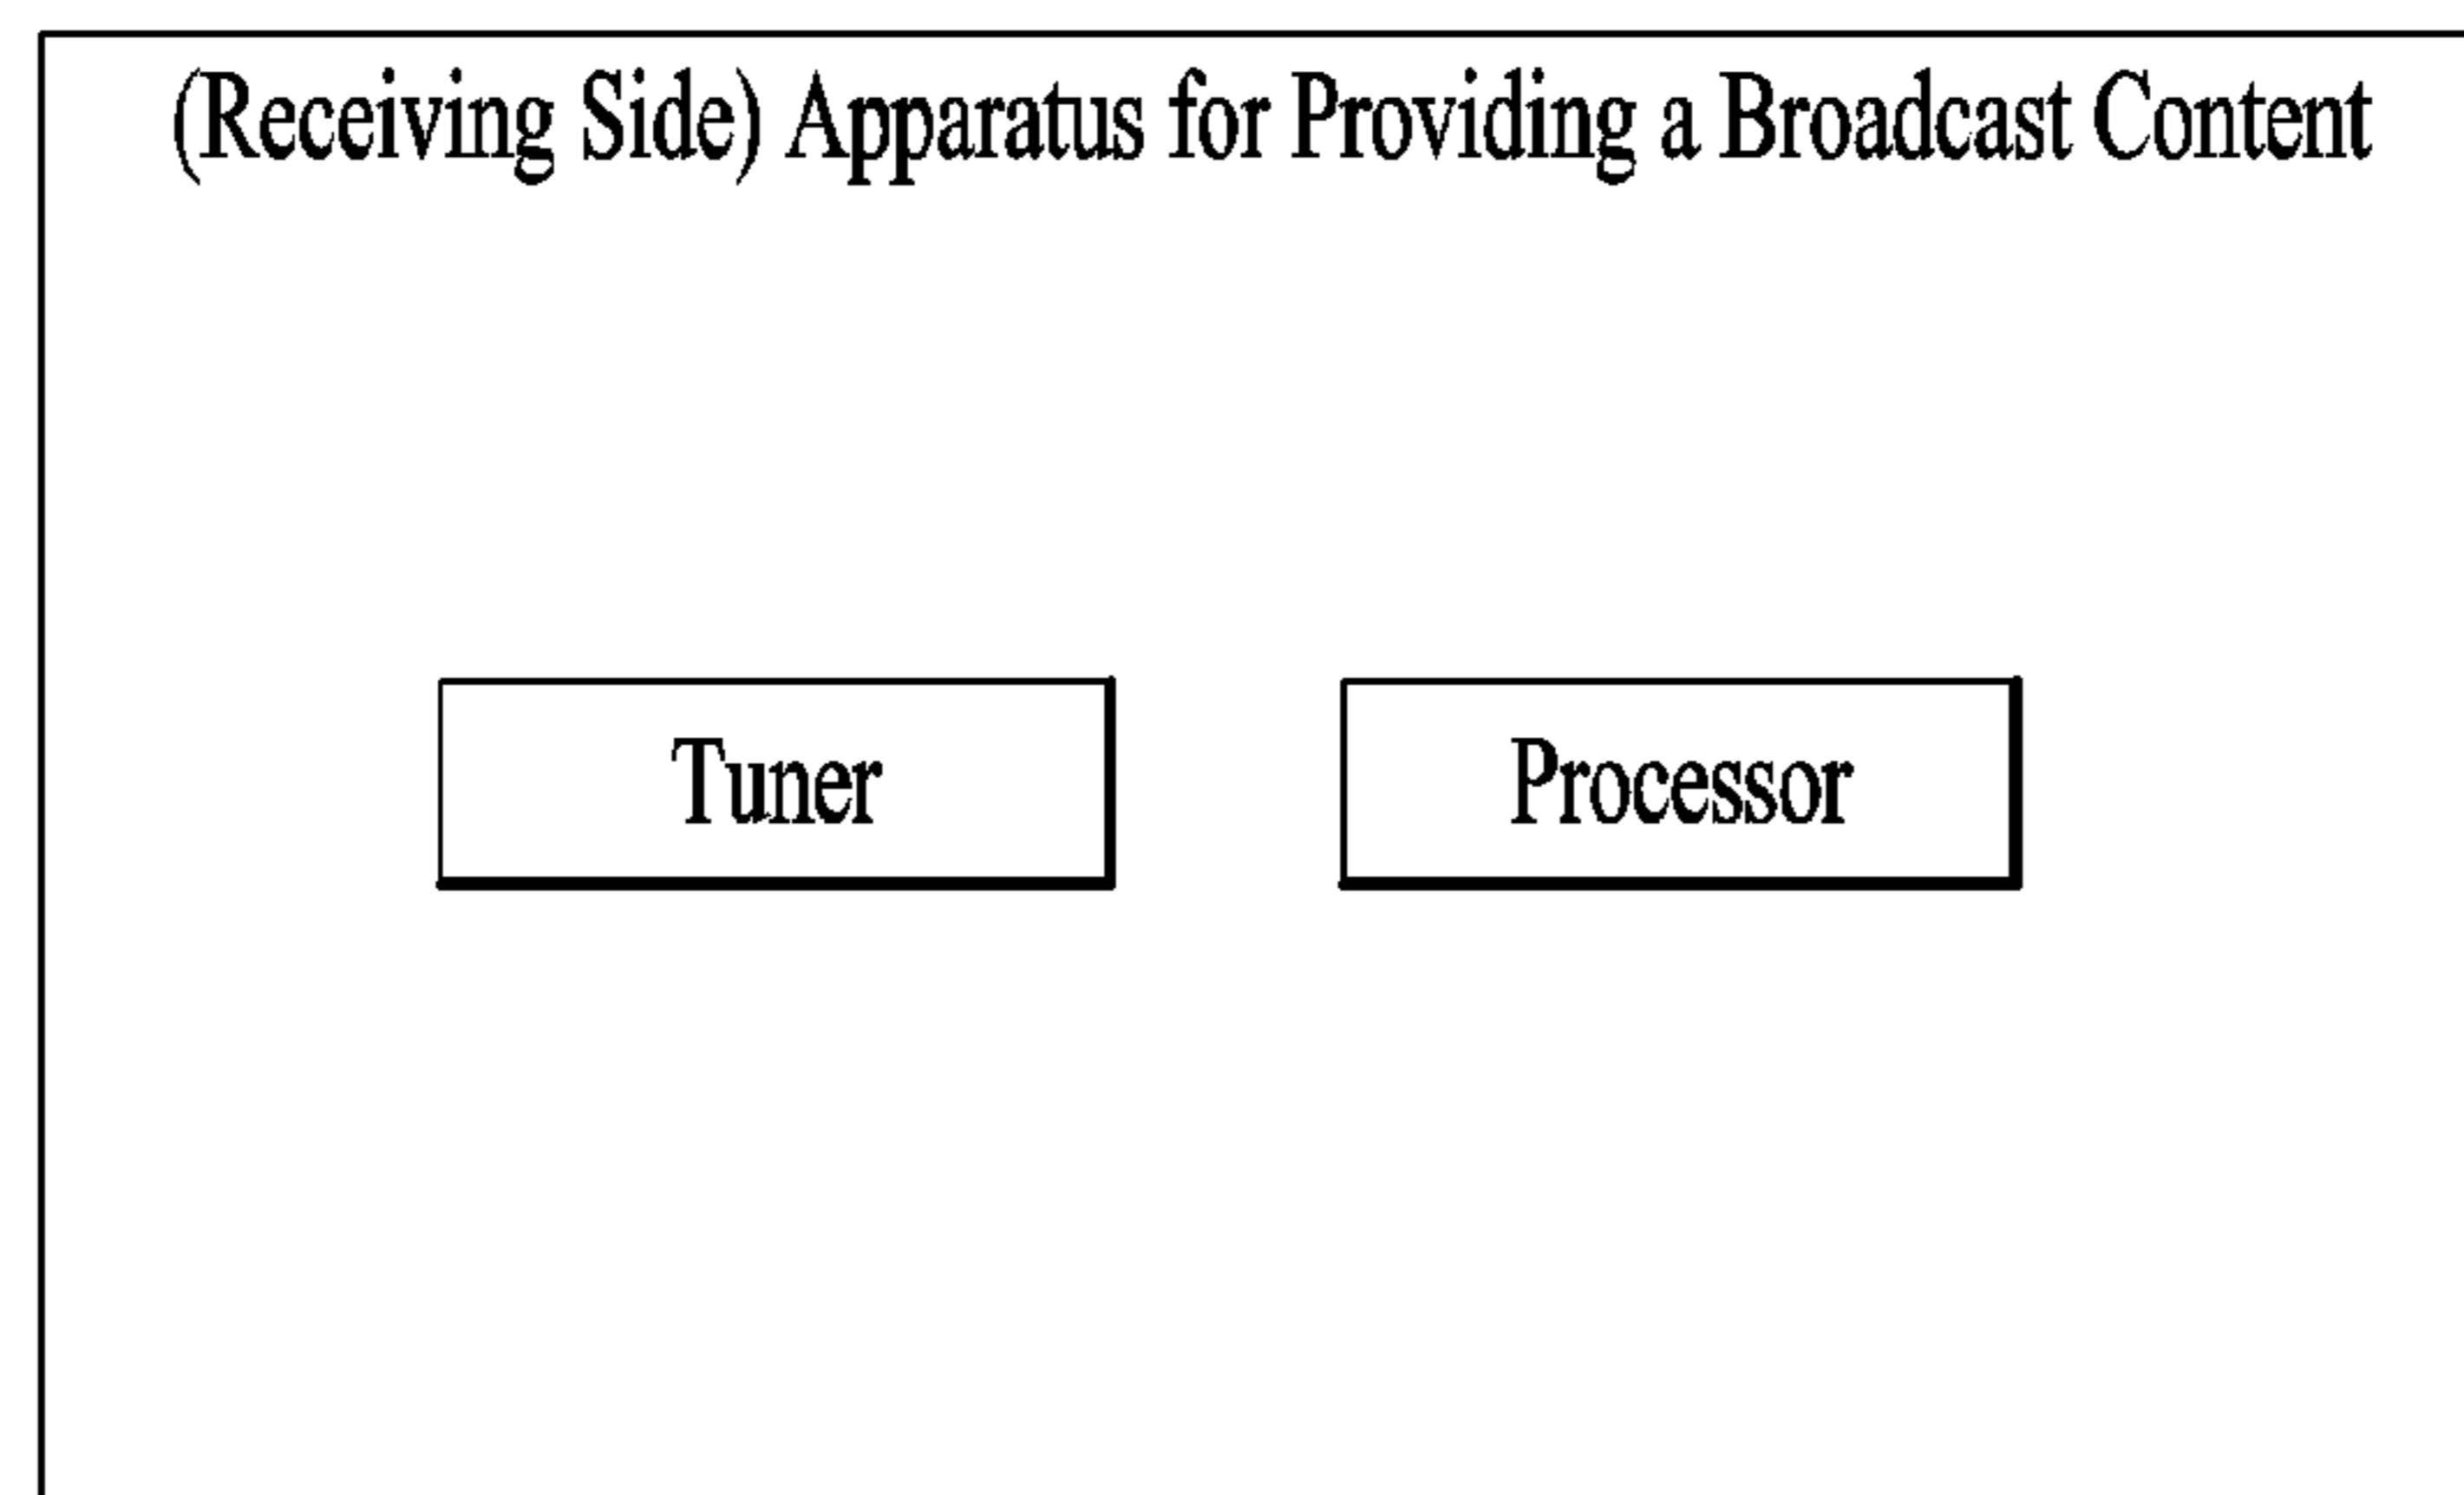 (Receiving Side) Apparatus for Providing a Broadcast Content
Tuner
Processor